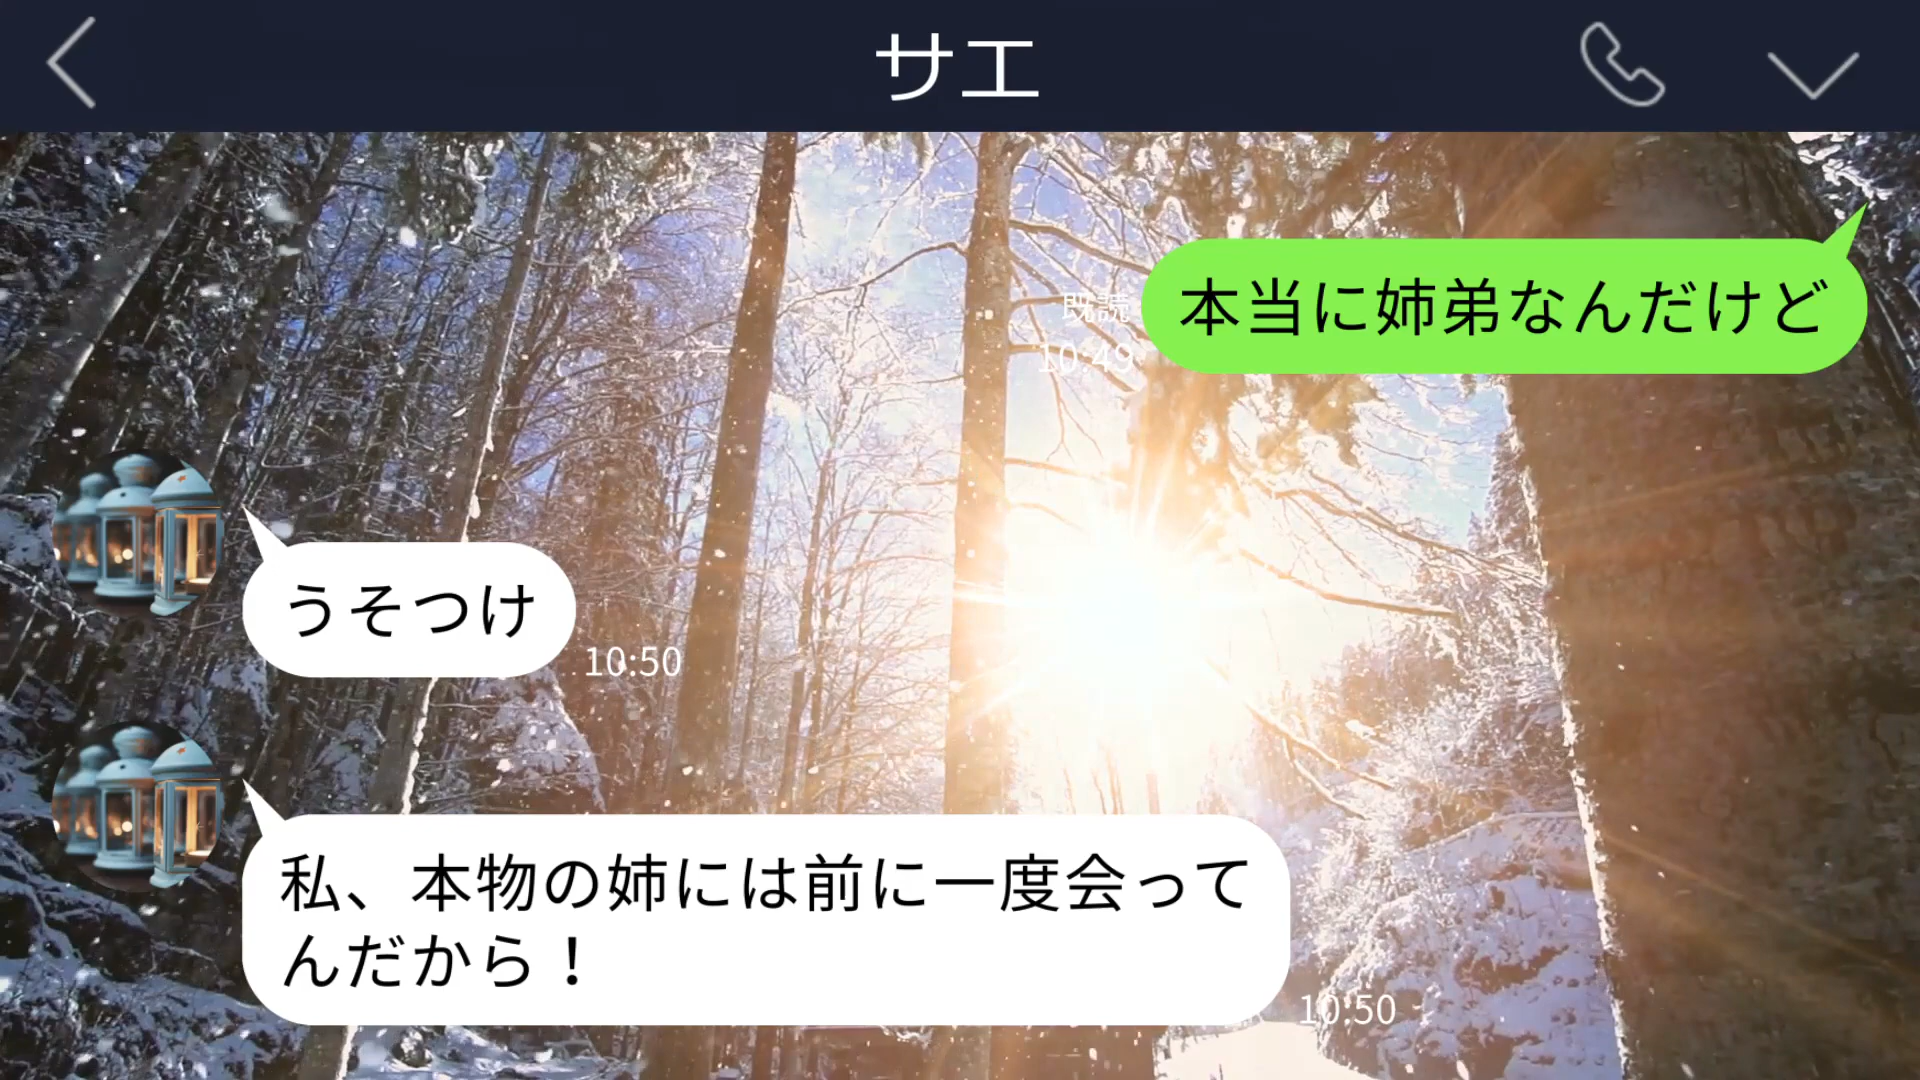 サエ
本当に姉弟なんだけど
既読
10:49
うそつけ
10:50
私、本物の姉には前に一度会って
んだから！
10:50